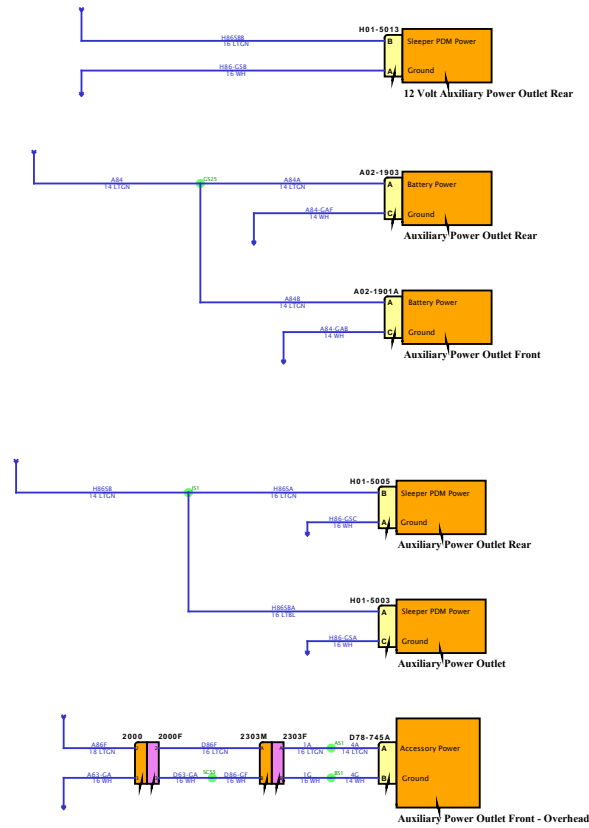 H01-5013
H86SBB
16 LTGN
B
Sleeper PDM Power
H86-GSB
16 WH
A
Ground
12 Volt Auxiliary Power Outlet Rear
A02-1903
A84
14 LTGN
GS25
A84A
14 LTGN
A
Battery Power
A84-GAF
14 WH
C
Ground
Auxiliary Power Outlet Rear
A02-1901A
A84B
14 LTGN
A
Battery Power
A84-GAB
14 WH
C
Ground
Auxiliary Power Outlet Front
H01-5005
H86SB
14 LTGN
JS1
H86SA
16 LTGN
B
Sleeper PDM Power
H86-GSC
16 WH
A
Ground
Auxiliary Power Outlet Rear
H01-5003
H86SBA
16 LTBL
A
Sleeper PDM Power
H86-GSA
16 WH
C
Ground
Auxiliary Power Outlet
2000 2000F 2303M 2303F D78-745A
A86F
18 LTGN
D86F
16 LTGN
A
A
1A
16 LTGN
AS1
4A
14 LTGN
A
Accessory Power
A63-GA
16 WH
D63-GA
16 WH
SC53
D86-GF
16 WH
1G
16 WH
BS1
4G
14 WH
B
Ground
Auxiliary Power Outlet Front - Overhead